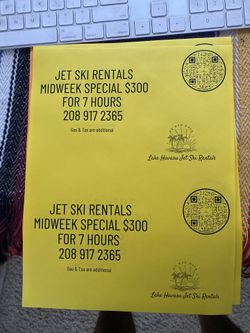 JET SKI RENTALS
MIDWEEK SPECIAL $300
FOR 7 HOURS
208 917 2365
Gas & Tax are additional
Lake Havasu Jet Ski Rentals
JET SKI RENTALS
MIDWEEK SPECIAL $300
FOR 7 HOURS
208 917 2365
Gas & Tax are additional
Lake Havasu Jet Ski Rentals